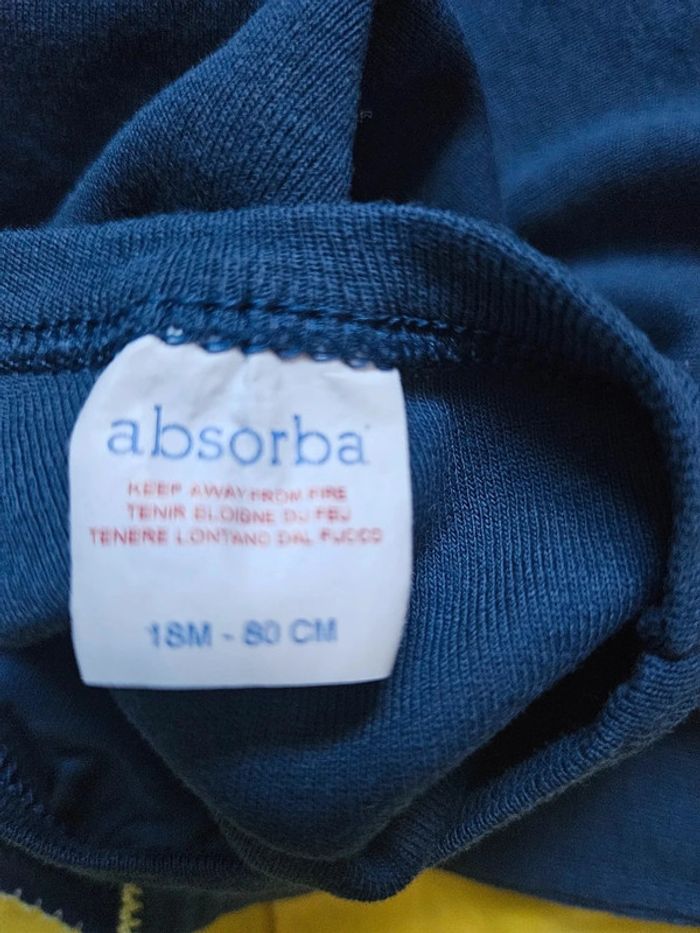 absorba
KEEP AWAY FROM FIRE
TENIR ELOIGNE DU FEU
TENERE LONTANO DAL FUOCO
18M - 80 CM